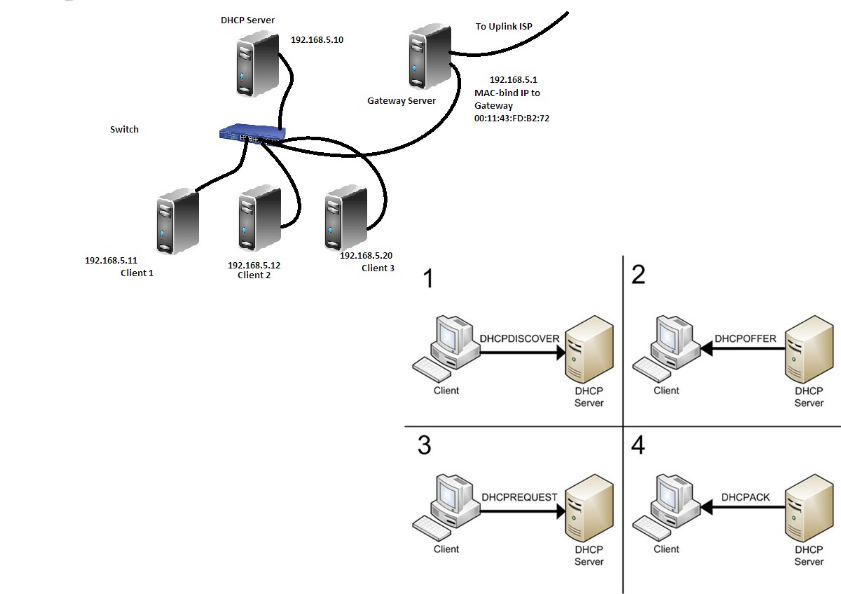 DHCP Server
192.168.5.10
To Uplink ISP
192.168.5.1
MAC-bind IP to
Gateway
00:11:43:FD:B2:72
Gateway Server
Switch
192.168.5.11
Client 1
192.168.5.12
Client 2
192.168.5.20
Client 3
1
DHCPDISCOVER
Client
DHCP
Server
2
DHCPOFFER
Client
DHCP
Server
3
DHCPREQUEST
Client
DHCP
Server
4
DHCPACK
Client
DHCP
Server